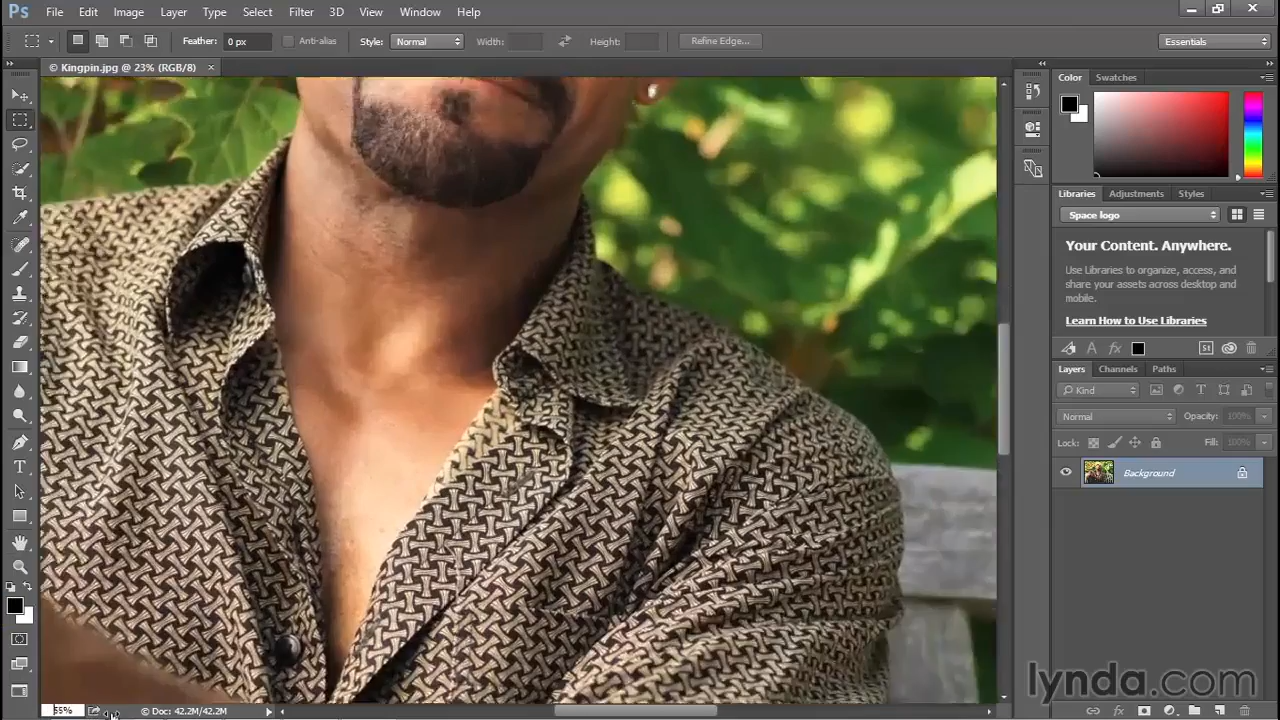 Ps File Edit Image Layer Type Select Filter 3D View Window Help
Feather: 0 px Anti-alias Style: Normal Width: Height: Refine Edge... Essentials
© Kingpin.jpg @ 23% (RGB/8) ×
Color Swatches
Libraries Adjustments Styles
Space logo
Your Content. Anywhere.
Use Libraries to organize, access, and
share your assets across desktop and
mobile.
Learn How to Use Libraries
Layers Channels Paths
Kind
Normal Opacity: 100%
Lock: Fill: 100%
Background
lynda.com
55% © Doc: 42.2M/42.2M